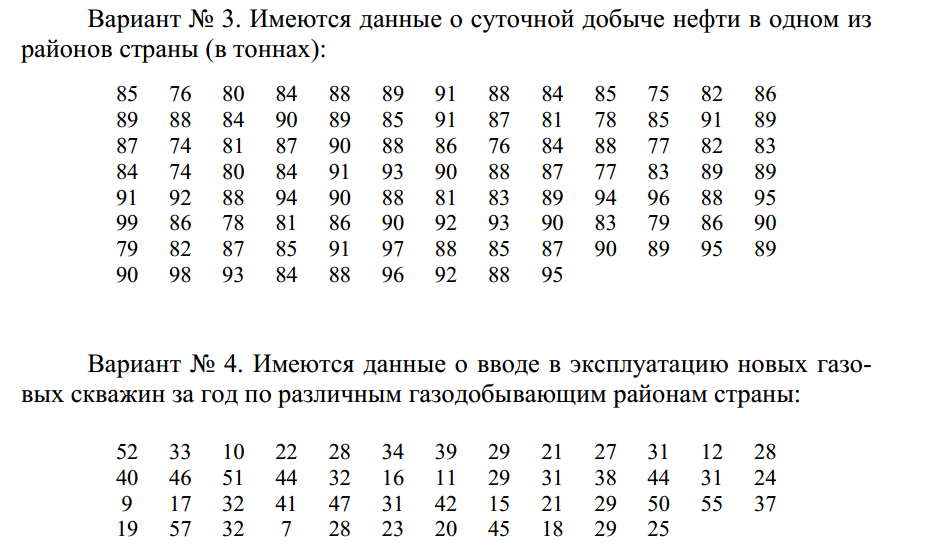 Вариант № 3. Имеются данные о суточной добыче нефти в одном из
районов страны (в тоннах):
85 76 80 84 88 89 91 88 84 85 75 82 86
89 88 84 90 89 85 91 87 81 78 85 91 89
87 74 81 87 90 88 86 76 84 88 77 82 83
84 74 80 84 91 93 90 88 87 77 83 89 89
91 92 88 94 90 88 81 83 89 94 96 88 95
99 86 78 81 86 90 92 93 90 83 79 86 90
79 82 87 85 91 97 88 85 87 90 89 95 89
90 98 93 84 88 96 92 88 95
Вариант № 4. Имеются данные о вводе в эксплуатацию новых газо-
вых скважин за год по различным газодобывающим районам страны:
52 33 10 22 28 34 39 29 21 27 31 12 28
40 46 51 44 32 16 11 29 31 38 44 31 24
9 17 32 41 47 31 42 15 21 29 50 55 37
19 57 32 7 28 23 20 45 18 29 25